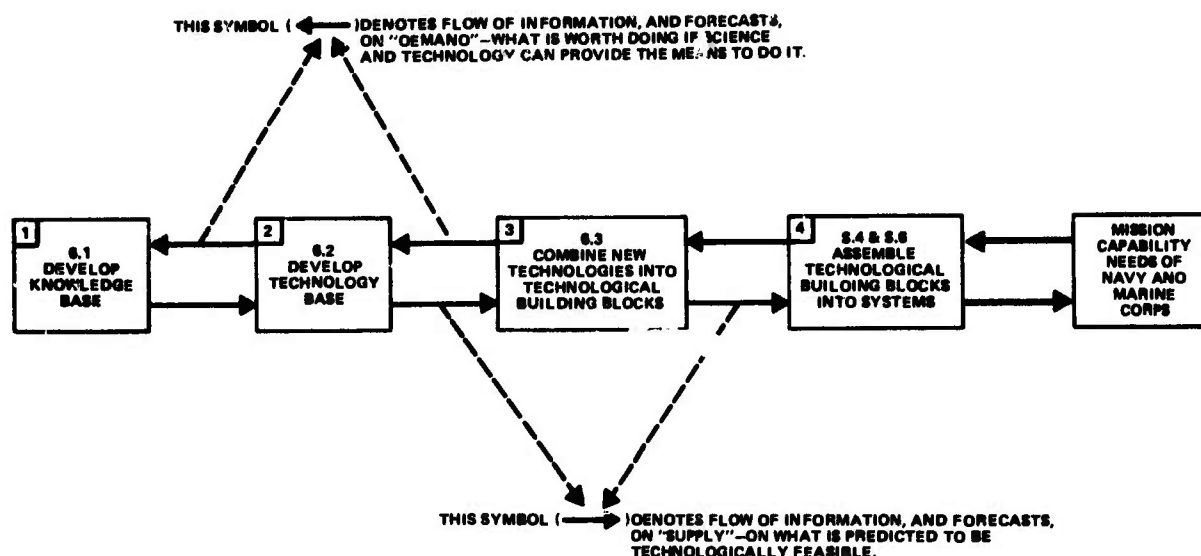 THIS SYMBOL ( ) DENOTES FLOW OF INFORMATION, AND FORECASTS,
ON "OEMANO"—WHAT IS WORTH DOING IF SCIENCE
AND TECHNOLOGY CAN PROVIDE THE MEANS TO DO IT.
1
6.1
DEVELOP
KNOWLEDGE
BASE
2
6.2
DEVELOP
TECHNOLOGY
BASE
3
6.3
COMBINE NEW
TECHNOLOGIES INTO
TECHNOLOGICAL
BUILDING BLOCKS
4
S.4 & S.6
ASSEMBLE
TECHNOLOGICAL
BUILDING BLOCKS
INTO SYSTEMS
MISSION
CAPABILITY
NEEDS OF
NAVY AND
MARINE
CORPS
THIS SYMBOL ( ) OENOTES FLOW OF INFORMATION, AND FORECASTS,
ON "SUPPLY"—ON WHAT IS PREDICTED TO BE
TECHNOLOGICALLY FEASIBLE.